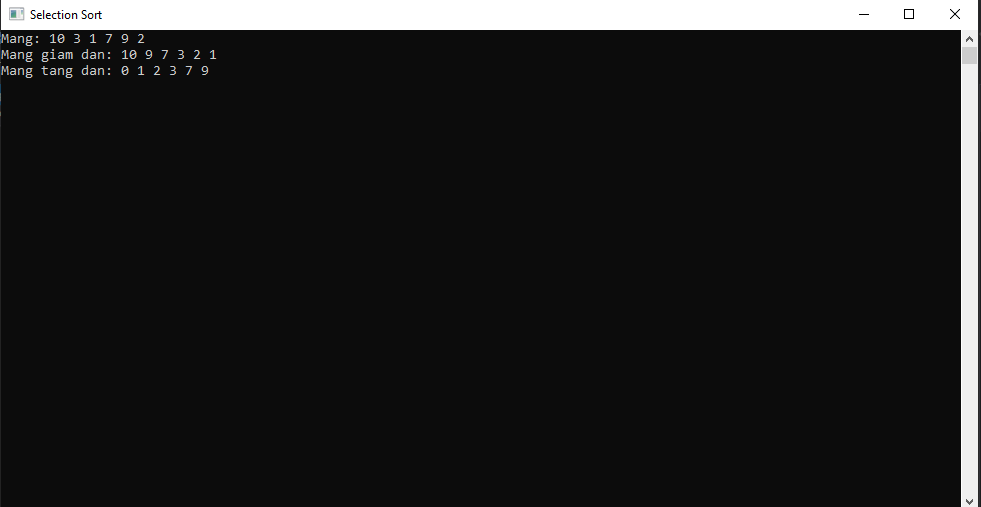 Selection Sort
Mang: 10 3 1 7 9 2
Mang giam dan: 10 9 7 3 2 1
Mang tang dan: 0 1 2 3 7 9